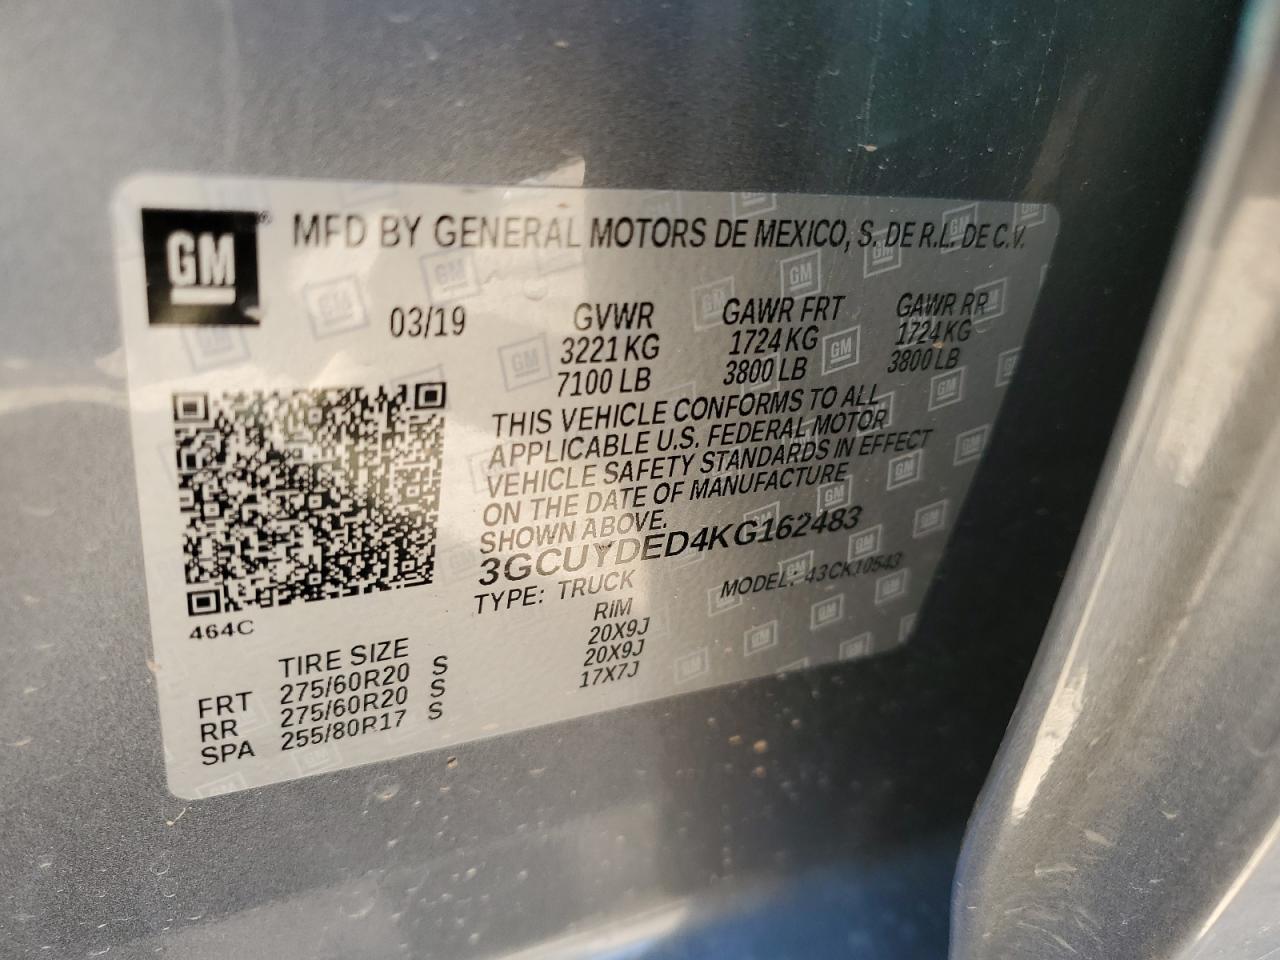 GM® MFD BY GENERAL MOTORS DE MEXICO, S. DE R.L. DE C.V.
03/19 GVWR GAWR FRT GAWR RR
3221 KG 1724 KG 1724 KG
7100 LB 3800 LB 3800 LB
THIS VEHICLE CONFORMS TO ALL
APPLICABLE U.S. FEDERAL MOTOR
VEHICLE SAFETY STANDARDS IN EFFECT
ON THE DATE OF MANUFACTURE
SHOWN ABOVE.
3GCUYDED4KG162483
TYPE: TRUCK MODEL: 43CK10543
464C
TIRE SIZE RIM
FRT 275/60R20 S 20X9J
RR 275/60R20 S 20X9J
SPA 255/80R17 S 17X7J